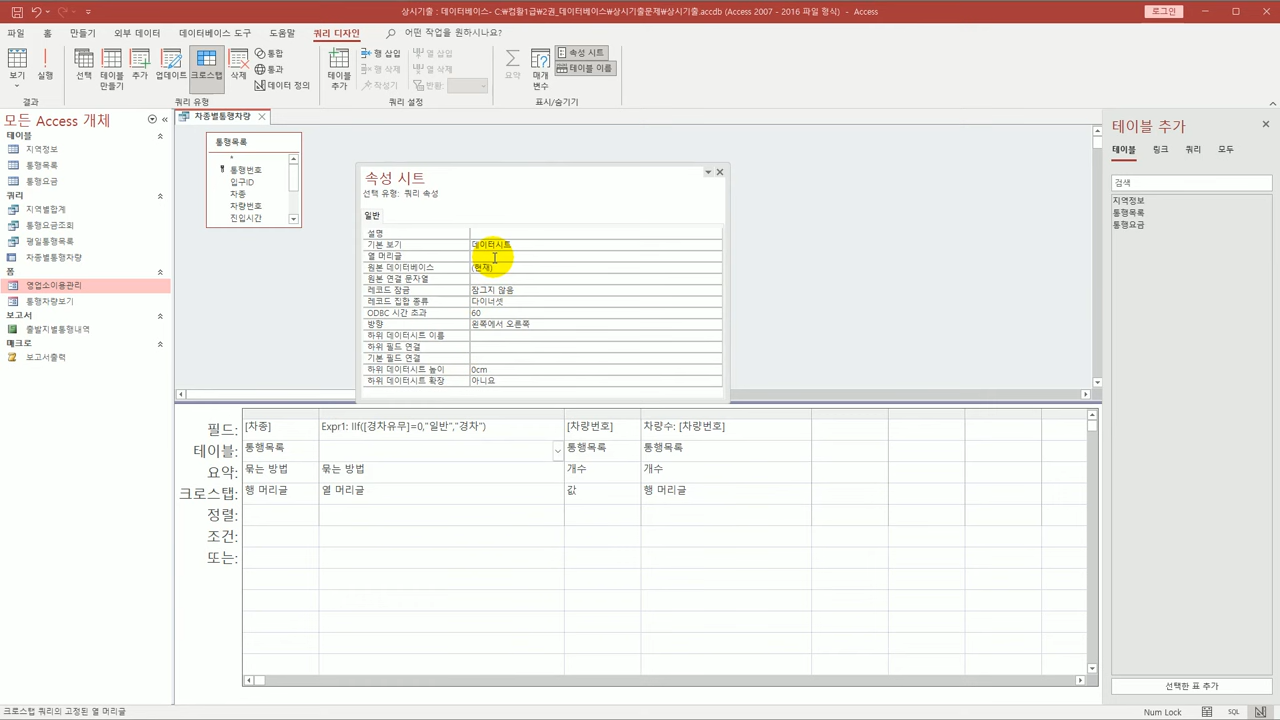 상시기출 : 데이터베이스- C:₩컴활1급₩2권_데이터베이스₩상시기출문제₩상시기출.accdb (Access 2007 - 2016 파일 형식) - Access
로그인
파일 홈 만들기 외부 데이터 데이터베이스 도구 도움말 쿼리 디자인 어떤 작업을 원하시나요?
보기 실행 선택 테이블 만들기 추가 업데이트 크로스탭 삭제
통합
통과
데이터 정의
테이블 추가
행 삽입
행 삭제
작성기
열 삽입
열 삭제
반환:
요약
매개 변수
속성 시트
테이블 이름
결과 쿼리 유형 쿼리 설정 표시/숨기기
모든 Access 개체
테이블
지역정보
통행목록
통행요금
쿼리
지역별합계
통행요금조회
평일통행목록
차종별통행차량
폼
영업소이용관리
통행차량보기
보고서
출발지별통행내역
매크로
보고서출력
차종별통행차량
통행목록
*
통행번호
입구ID
차종
차량번호
진입시간
속성 시트
선택 유형: 쿼리 속성
일반
설명
기본 보기 데이터시트
열 머리글
원본 데이터베이스 (현재)
원본 연결 문자열
레코드 잠금 잠그지 않음
레코드 집합 종류 다이너셋
ODBC 시간 초과 60
방향 왼쪽에서 오른쪽
하위 데이터시트 이름
하위 필드 연결
기본 필드 연결
하위 데이터시트 높이 0cm
하위 데이터시트 확장 아니요
필드: [차종] Expr1: IIf([경차유무]=0,"일반","경차") [차량번호] 차량수: [차량번호]
테이블: 통행목록 통행목록 통행목록
요약: 묶는 방법 묶는 방법 개수 개수
크로스탭: 행 머리글 열 머리글 값 행 머리글
정렬:
조건:
또는:
테이블 추가
테이블 링크 쿼리 모두
검색
지역정보
통행목록
통행요금
선택한 표 추가
크로스탭 쿼리의 고정된 열 머리글
Num Lock
SQL